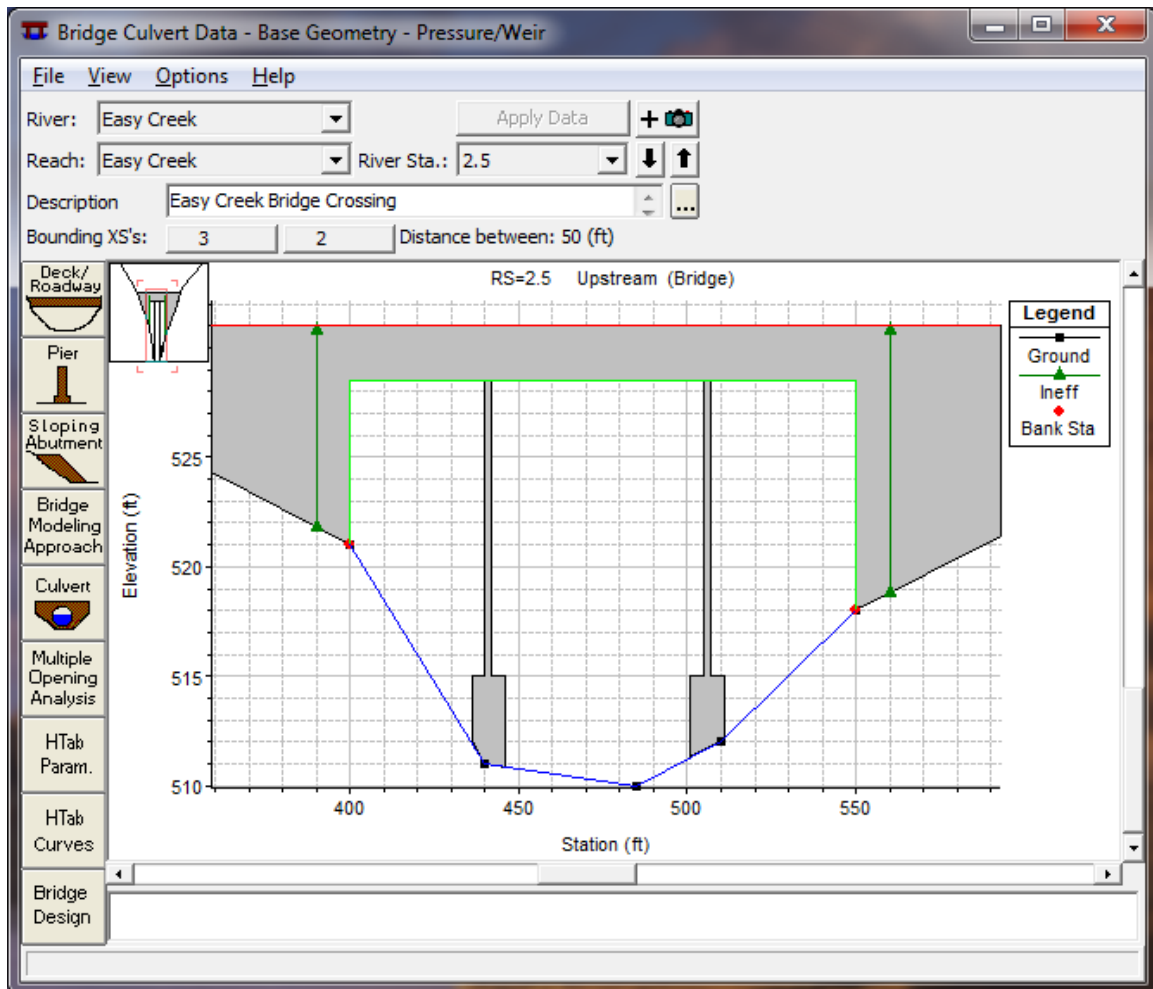 Bridge Culvert Data - Base Geometry - Pressure/Weir
File View Options Help
River: Easy Creek Apply Data +
Reach: Easy Creek River Sta.: 2.5
Description Easy Creek Bridge Crossing ...
Bounding XS's: 3 2 Distance between: 50 (ft)
Deck/
Roadway
Pier
Sloping
Abutment
Bridge
Modeling
Approach
Culvert
Multiple
Opening
Analysis
HTab
Param.
HTab
Curves
Bridge
Design
RS=2.5 Upstream (Bridge)
Elevation (ft)
525
520
515
510
400 450 500 550
Station (ft)
Legend
Ground
Ineff
Bank Sta